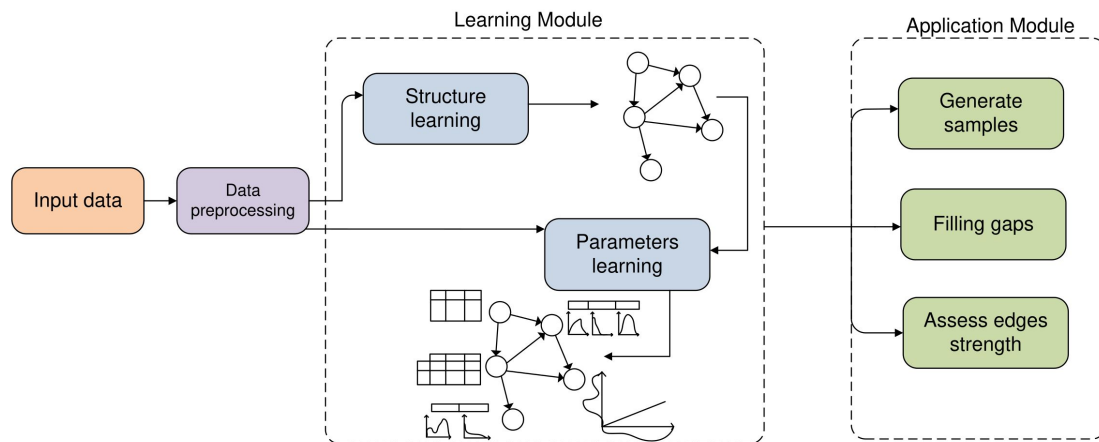 Learning Module
Application Module
Structure
learning
Generate
samples
Input data
Data
preprocessing
Parameters
learning
Filling gaps
Assess edges
strength